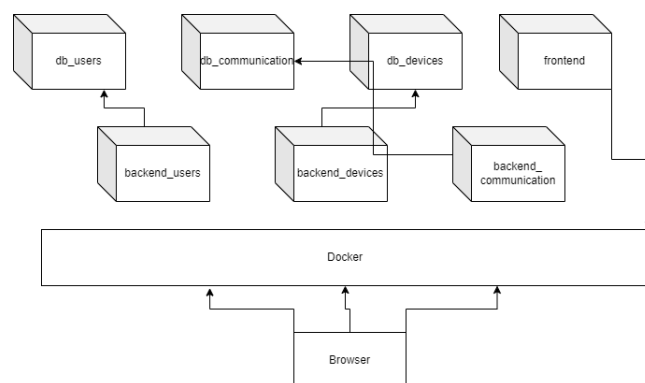 db_users
db_communication
db_devices
frontend
backend_users
backend_devices
backend_
communication
Docker
Browser